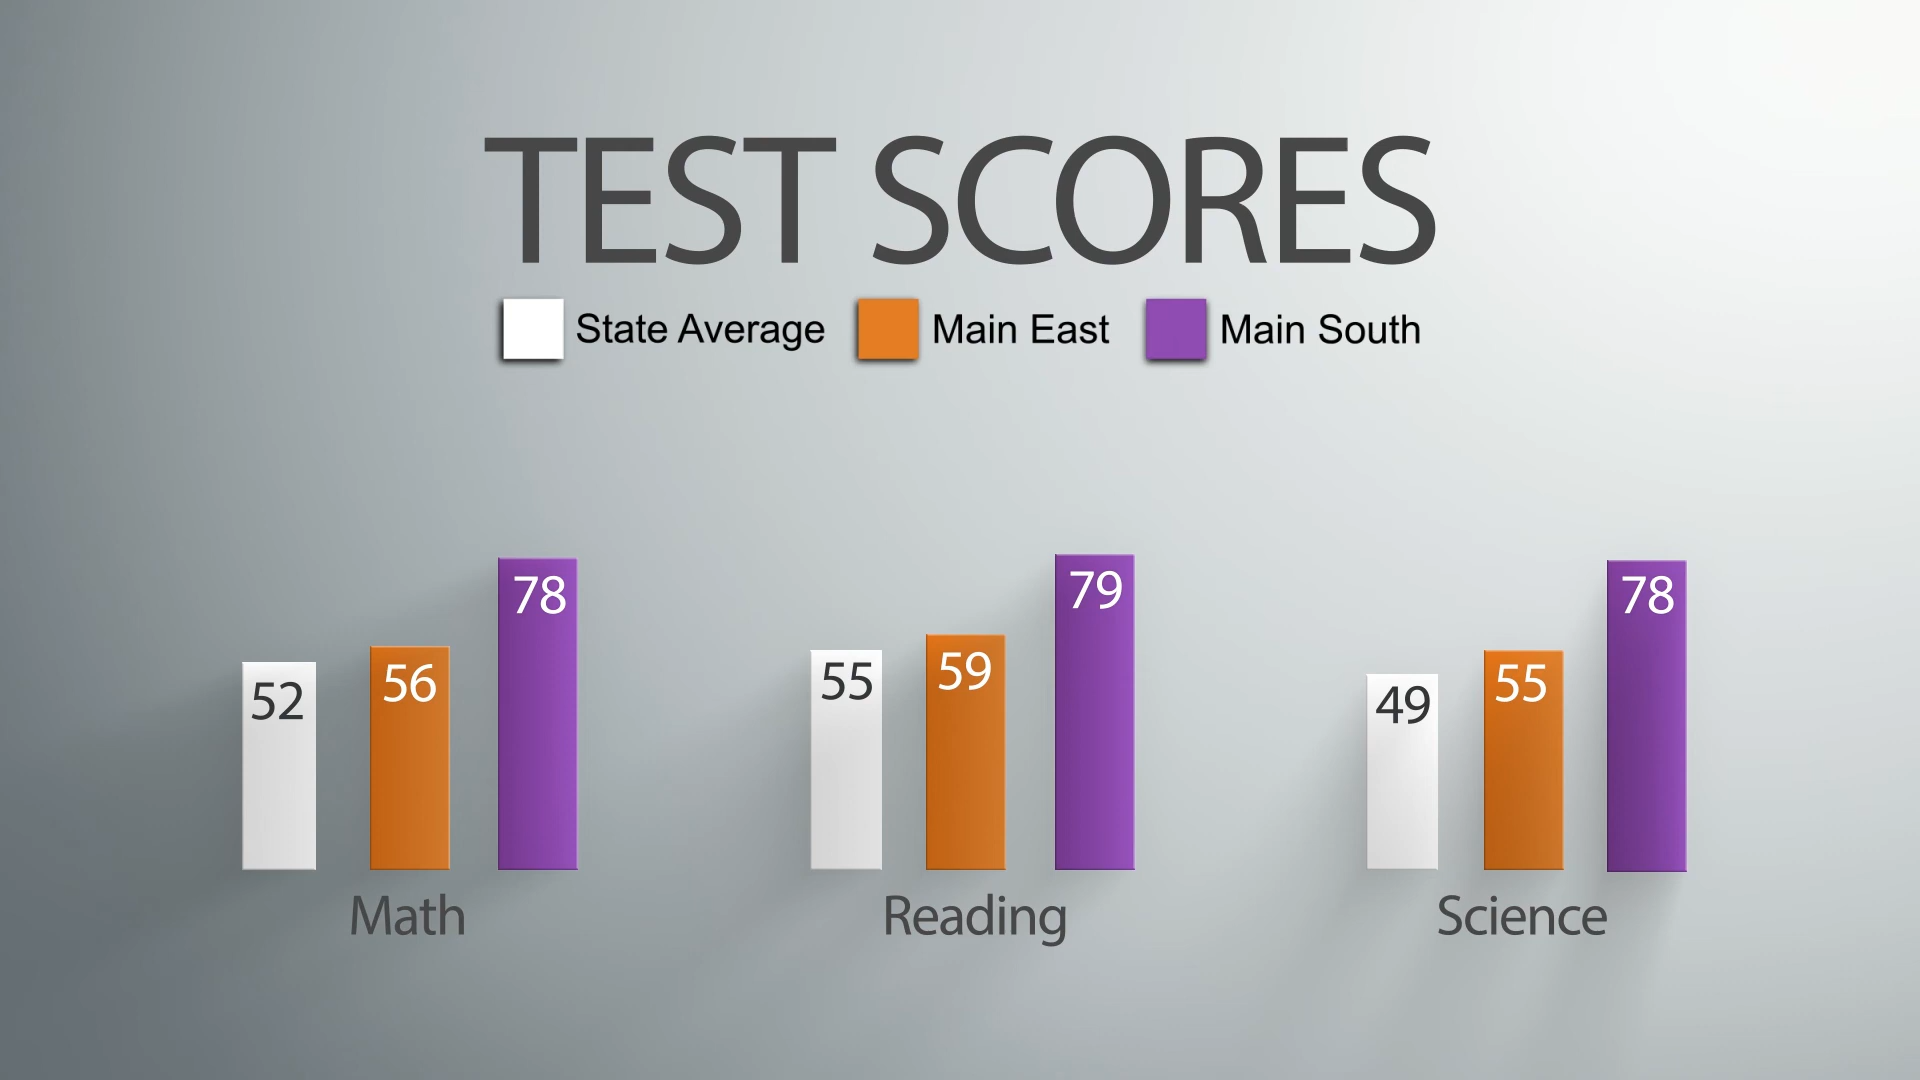 TEST SCORES
State Average Main East Main South
52 56 78 55 59 79 49 55 78
Math Reading Science